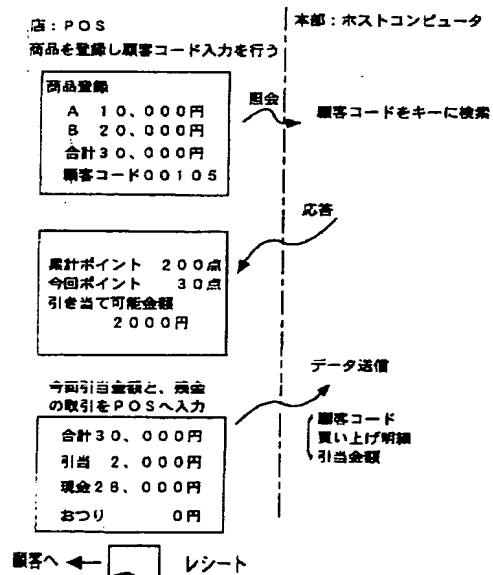 店：ＰＯＳ
商品を登録し顧客コード入力を行う
本部：ホストコンピュータ
商品登録
Ａ　１０、０００円
Ｂ　２０、０００円
合計３０、０００円
顧客コード００１０５
照会
顧客コードをキーに検索
応答
累計ポイント　２００点
今回ポイント　３０点
引き当て可能金額
２０００円
データ送信
今回引当金額と、残金
の取引をＰＯＳへ入力
顧客コード
買い上げ明細
引当金額
合計３０、０００円
引当　２、０００円
現金２８、０００円
おつり　０円
顧客へ
レシート